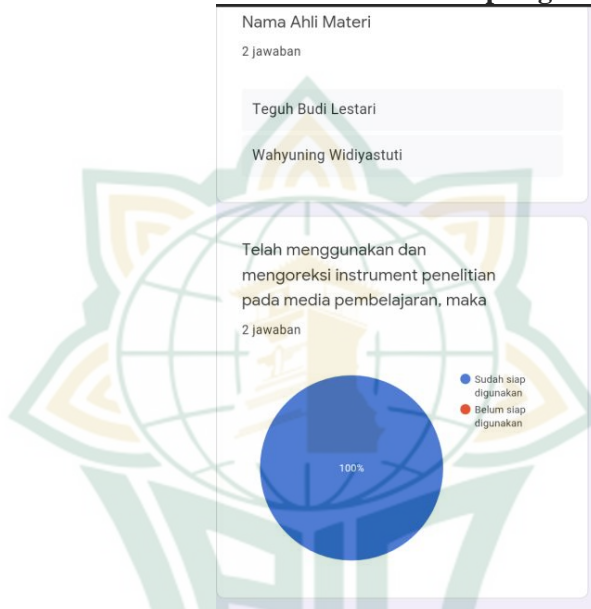 Nama Ahli Materi
2 jawaban
Teguh Budi Lestari
Wahyuning Widiyastuti
Telah menggunakan dan
mengoreksi instrument penelitian
pada media pembelajaran, maka
2 jawaban
Sudah siap
digunakan
Belum siap
digunakan
100%